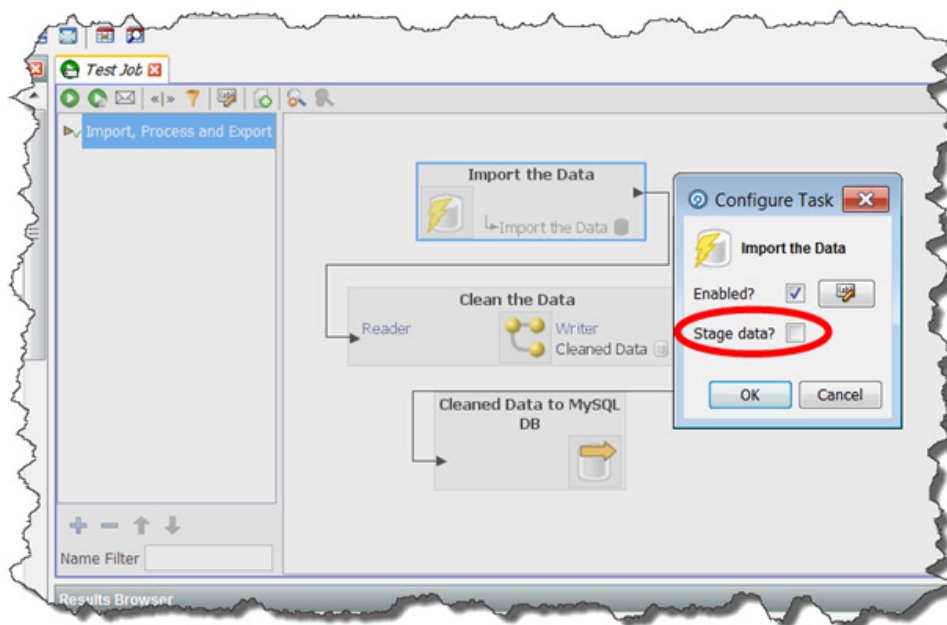 Test Job
«|»
Import, Process and Export
Import the Data
Import the Data
Clean the Data
Reader
Writer
Cleaned Data
Cleaned Data to MySQL
DB
Configure Task
Import the Data
Enabled?
Stage data?
OK
Cancel
Name Filter
Results Browser